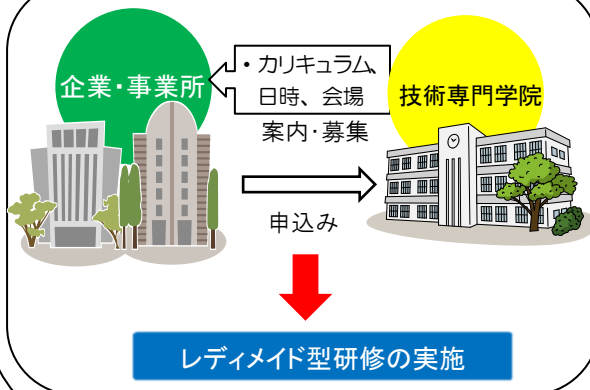 企業・事業所
・カリキュラム、
日時、会場
案内・募集
技術専門学院
申込み
レディメイド型研修の実施